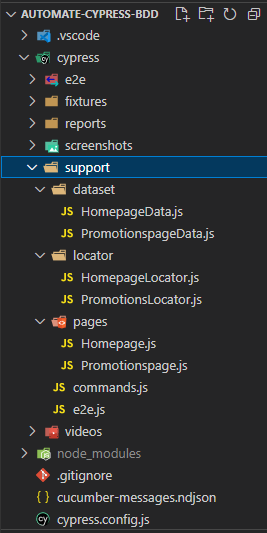 AUTOMATE-CYPRESS-BDD
.vscode
cypress
e2e
fixtures
reports
screenshots
support
dataset
JS HomepageData.js
JS PromotionspageData.js
locator
JS HomepageLocator.js
JS PromotionsLocator.js
pages
JS Homepage.js
JS Promotionspage.js
JS commands.js
JS e2e.js
videos
node_modules
.gitignore
{ } cucumber-messages.ndjson
cy cypress.config.js